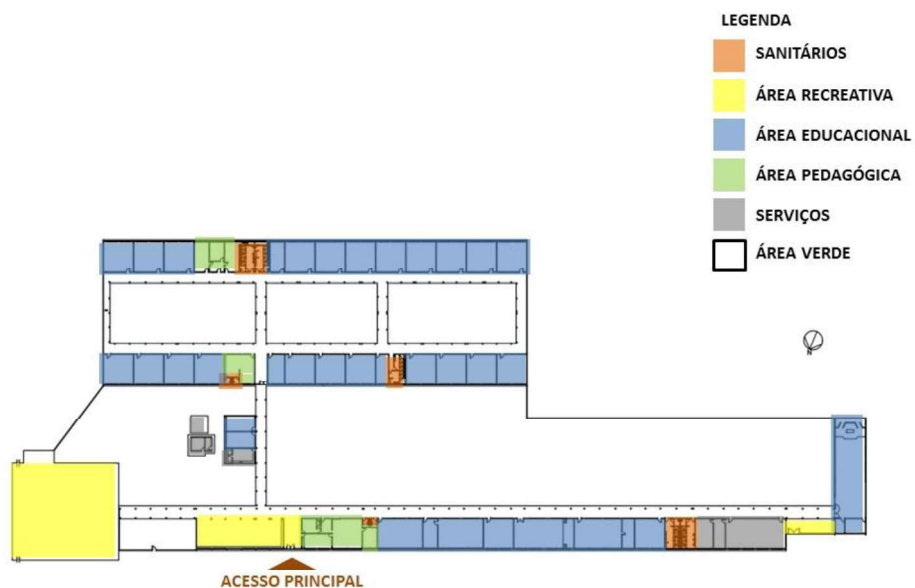 LEGENDA
SANITÁRIOS
ÁREA RECREATIVA
ÁREA EDUCACIONAL
ÁREA PEDAGÓGICA
SERVIÇOS
ÁREA VERDE
N
ACESSO PRINCIPAL